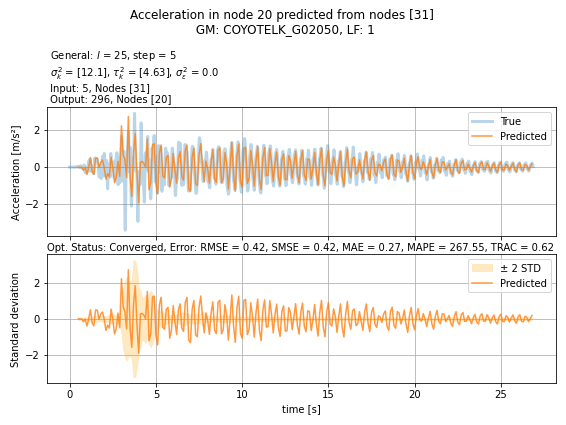 Acceleration in node 20 predicted from nodes [31]
GM: COYOTELK_G02050, LF: 1
General: l = 25, step = 5
σ²ₖ = [12.1], τ²ₖ = [4.63], σ²ε = 0.0
Input: 5, Nodes [31]
Output: 296, Nodes [20]
True
Predicted
Acceleration [m/s²]
2
0
−2
Opt. Status: Converged, Error: RMSE = 0.42, SMSE = 0.42, MAE = 0.27, MAPE = 267.55, TRAC = 0.62
± 2 STD
Predicted
Standard deviation
2
0
−2
0 5 10 15 20 25
time [s]